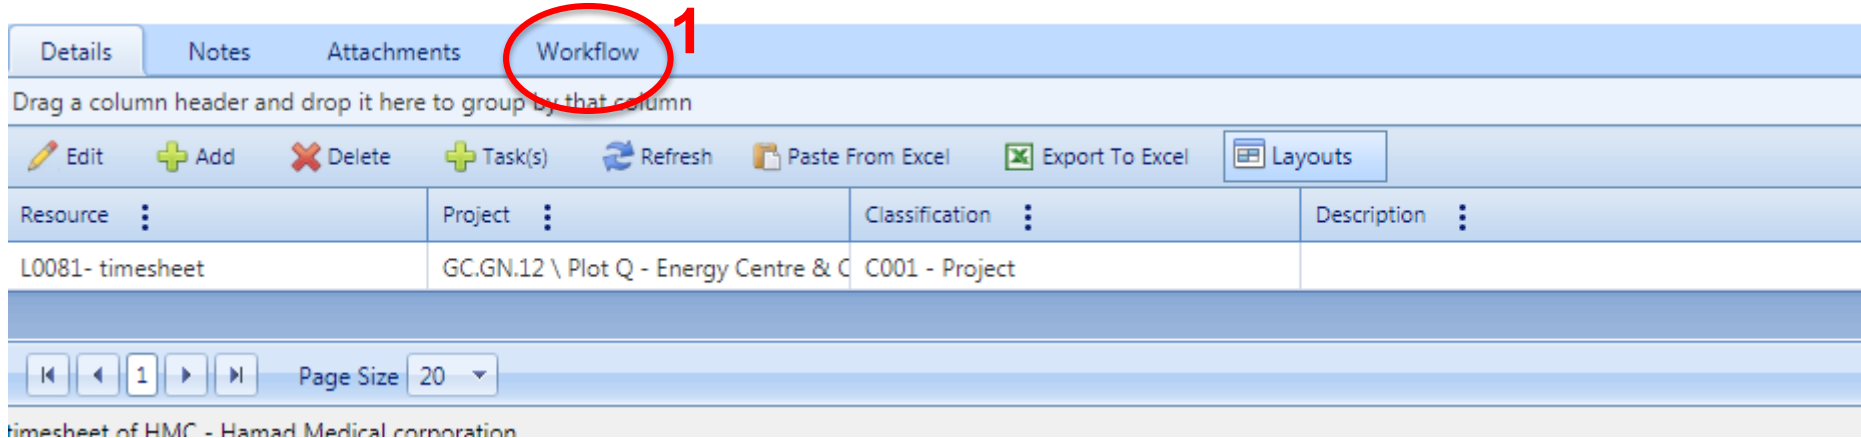 1
Details Notes Attachments Workflow
Drag a column header and drop it here to group by that column
Edit Add Delete Task(s) Refresh Paste From Excel Export To Excel Layouts
Resource Project Classification Description
L0081- timesheet GC.GN.12 \ Plot Q - Energy Centre & C C001 - Project
1 Page Size 20
timesheet of HMC - Hamad Medical corporation